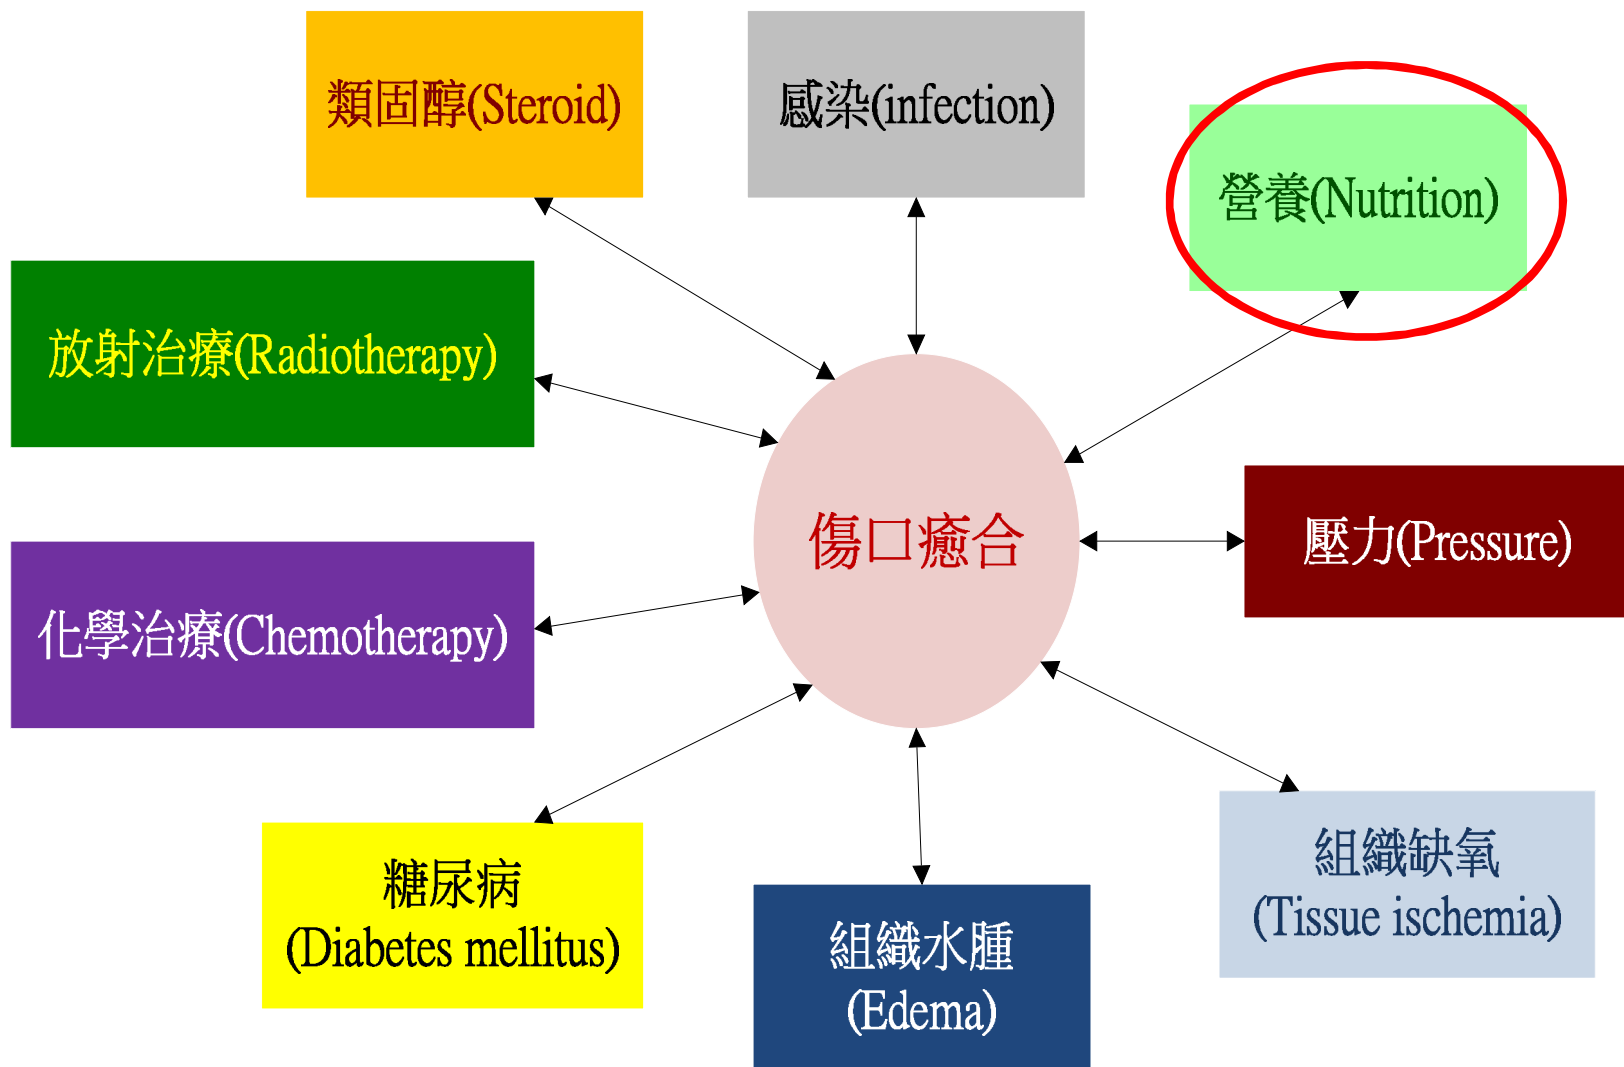 類固醇(Steroid)
感染(infection)
營養(Nutrition)
放射治療(Radiotherapy)
傷口癒合
壓力(Pressure)
化學治療(Chemotherapy)
糖尿病
(Diabetes mellitus)
組織水腫
(Edema)
組織缺氧
(Tissue ischemia)